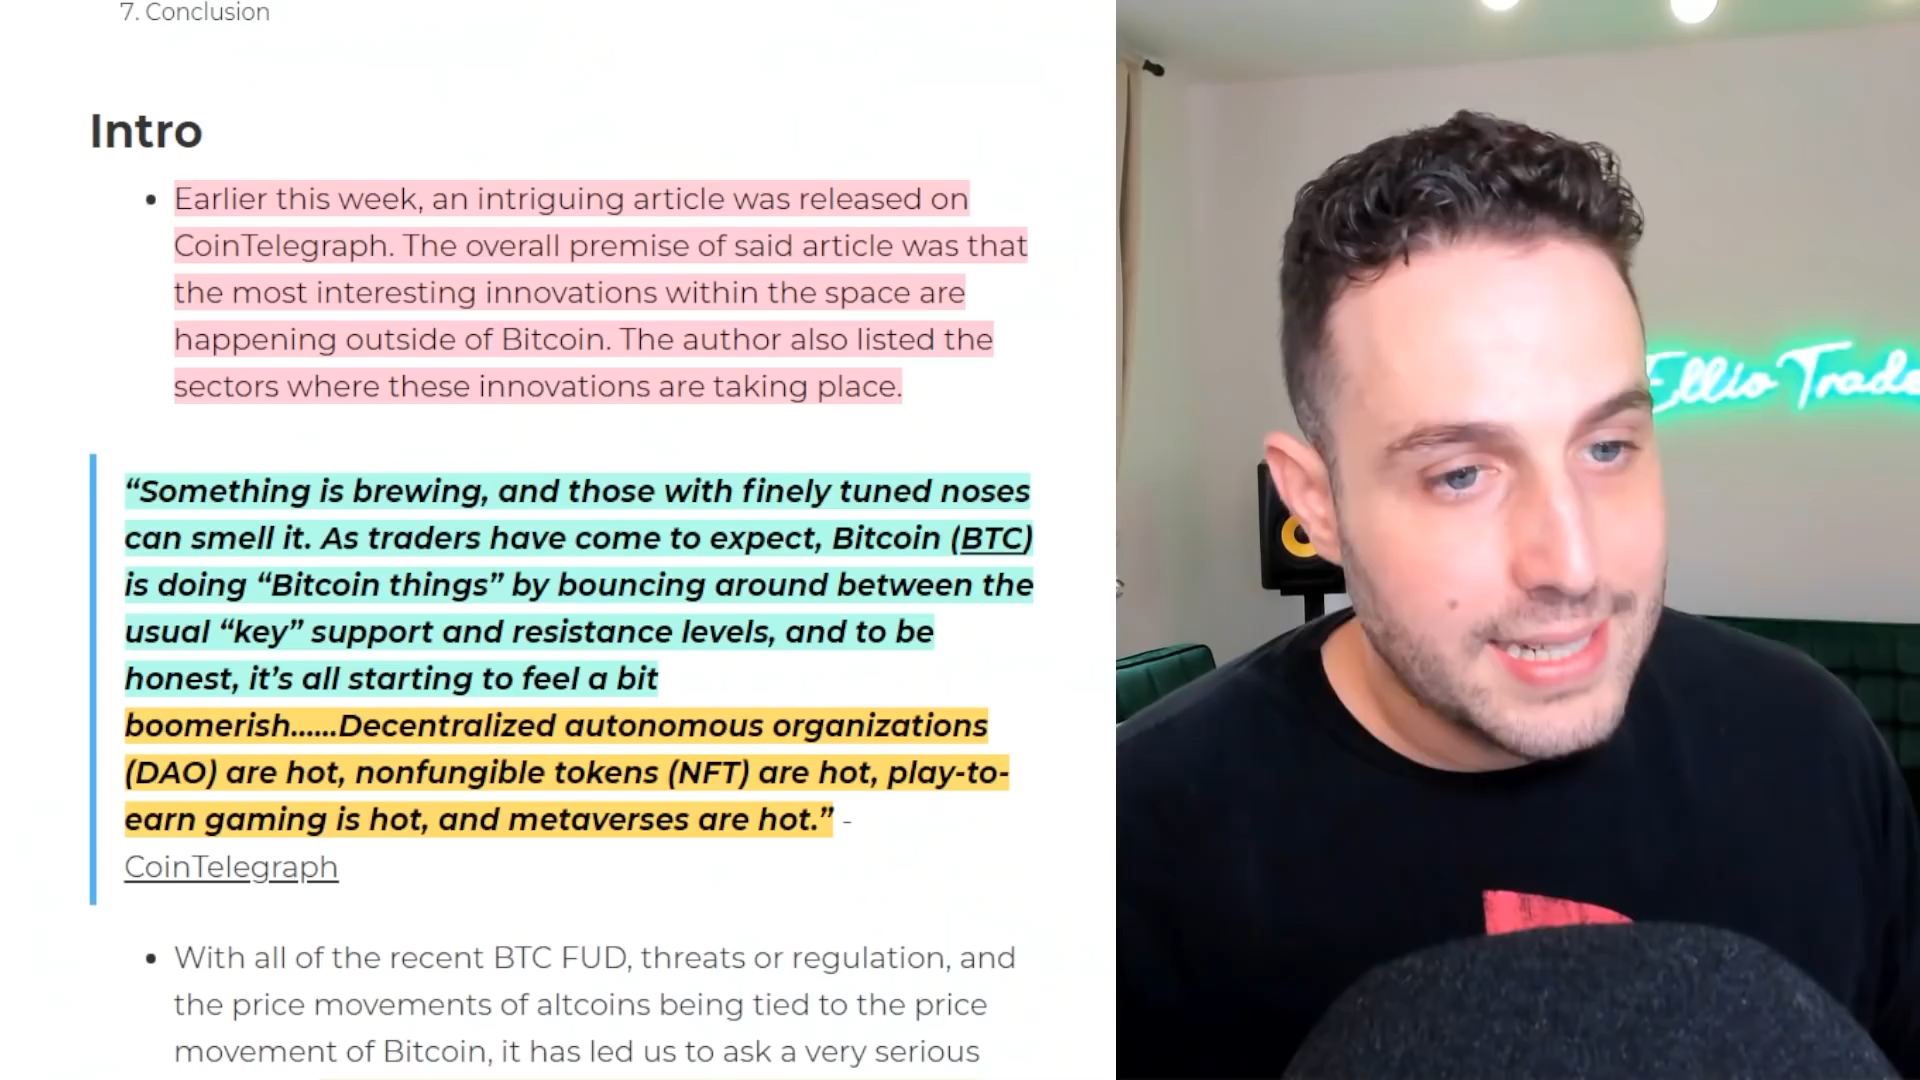 7. Conclusion
Intro
• Earlier this week, an intriguing article was released on
CoinTelegraph. The overall premise of said article was that
the most interesting innovations within the space are
happening outside of Bitcoin. The author also listed the
sectors where these innovations are taking place.
“Something is brewing, and those with finely tuned noses
can smell it. As traders have come to expect, Bitcoin (BTC)
is doing “Bitcoin things” by bouncing around between the
usual “key” support and resistance levels, and to be
honest, it’s all starting to feel a bit
boomerish......Decentralized autonomous organizations
(DAO) are hot, nonfungible tokens (NFT) are hot, play-to-
earn gaming is hot, and metaverses are hot.” -
CoinTelegraph
• With all of the recent BTC FUD, threats or regulation, and
the price movements of altcoins being tied to the price
movement of Bitcoin, it has led us to ask a very serious
Ellio Trade